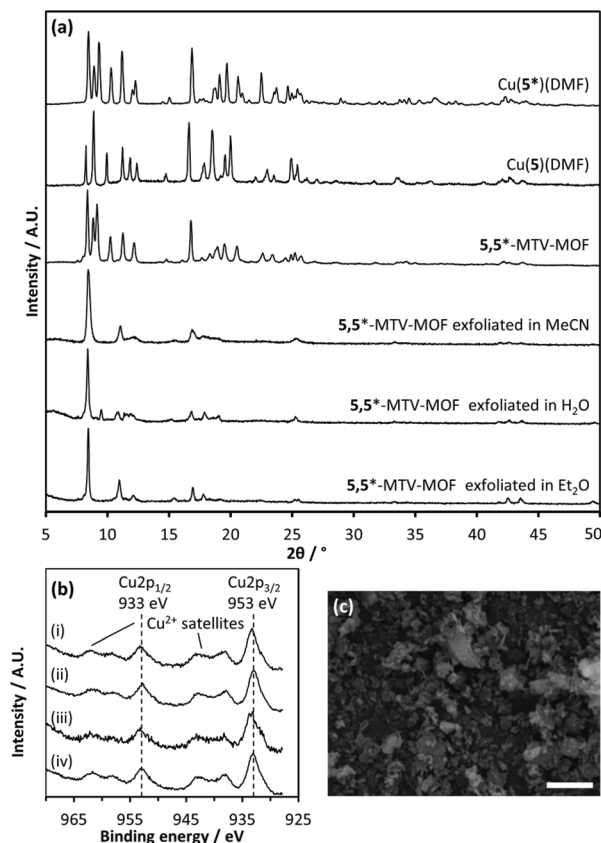 (a)
Cu(5*)(DMF)
Cu(5)(DMF)
5,5*-MTV-MOF
5,5*-MTV-MOF exfoliated in MeCN
5,5*-MTV-MOF exfoliated in H₂O
5,5*-MTV-MOF exfoliated in Et₂O
Intensity / A.U.
5 10 15 20 25 30 35 40 45 50
2θ / °
(b)
Cu2p₁/₂
933 eV
Cu2p₃/₂
953 eV
Cu²⁺ satellites
(i)
(ii)
(iii)
(iv)
Intensity / A.U.
965 955 945 935 925
Binding energy / eV
(c)